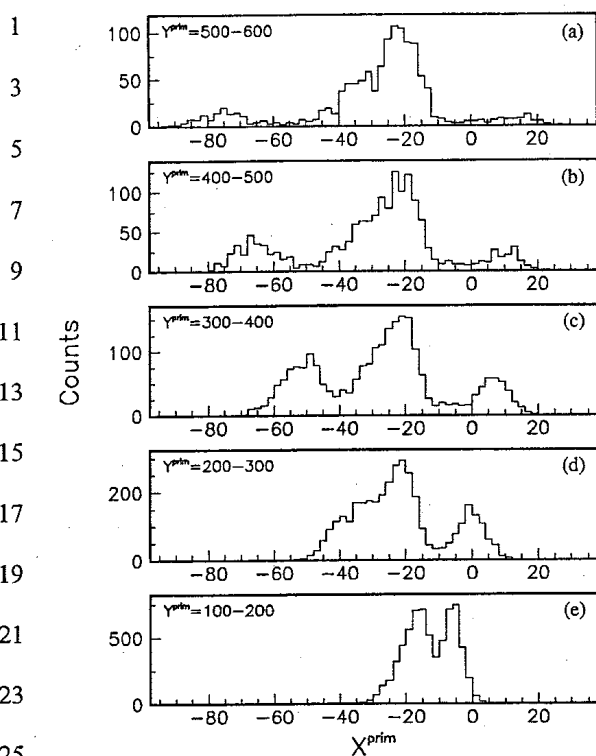 1
3
5
7
9
11
13
15
17
19
21
23
25
Counts
Y^prim=500−600
(a)
100
50
0
−80 −60 −40 −20 0 20
Y^prim=400−500
(b)
100
50
0
−80 −60 −40 −20 0 20
Y^prim=300−400
(c)
100
0
−80 −60 −40 −20 0 20
Y^prim=200−300
(d)
200
0
−80 −60 −40 −20 0 20
Y^prim=100−200
(e)
500
0
−80 −60 −40 −20 0 20
X^prim